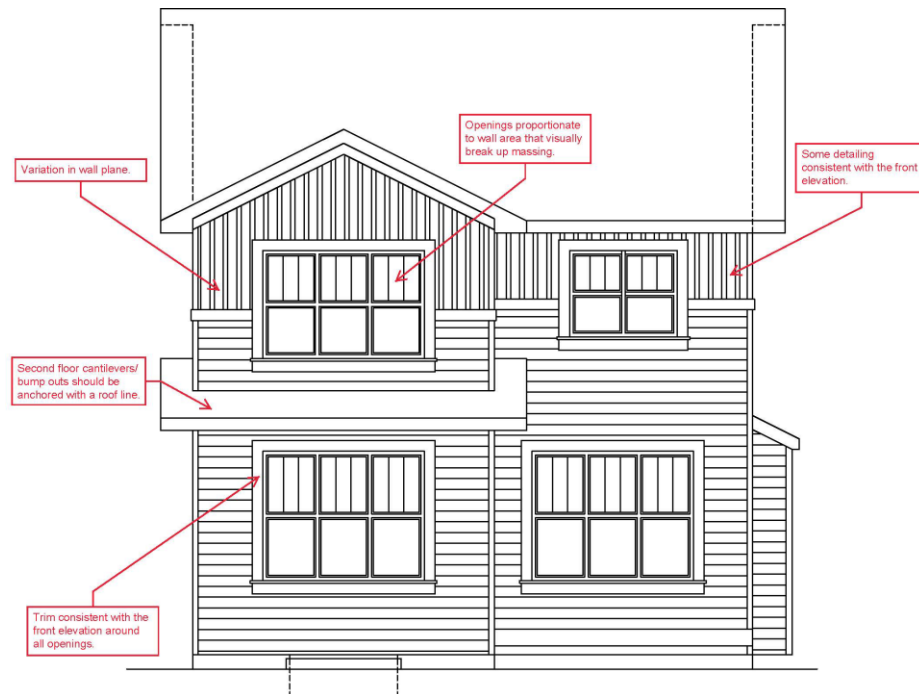 Openings proportionate
to wall area that visually
break up massing.
Variation in wall plane.
Some detailing
consistent with the front
elevation.
Second floor cantilevers/
bump outs should be
anchored with a roof line.
Trim consistent with the
front elevation around
all openings.